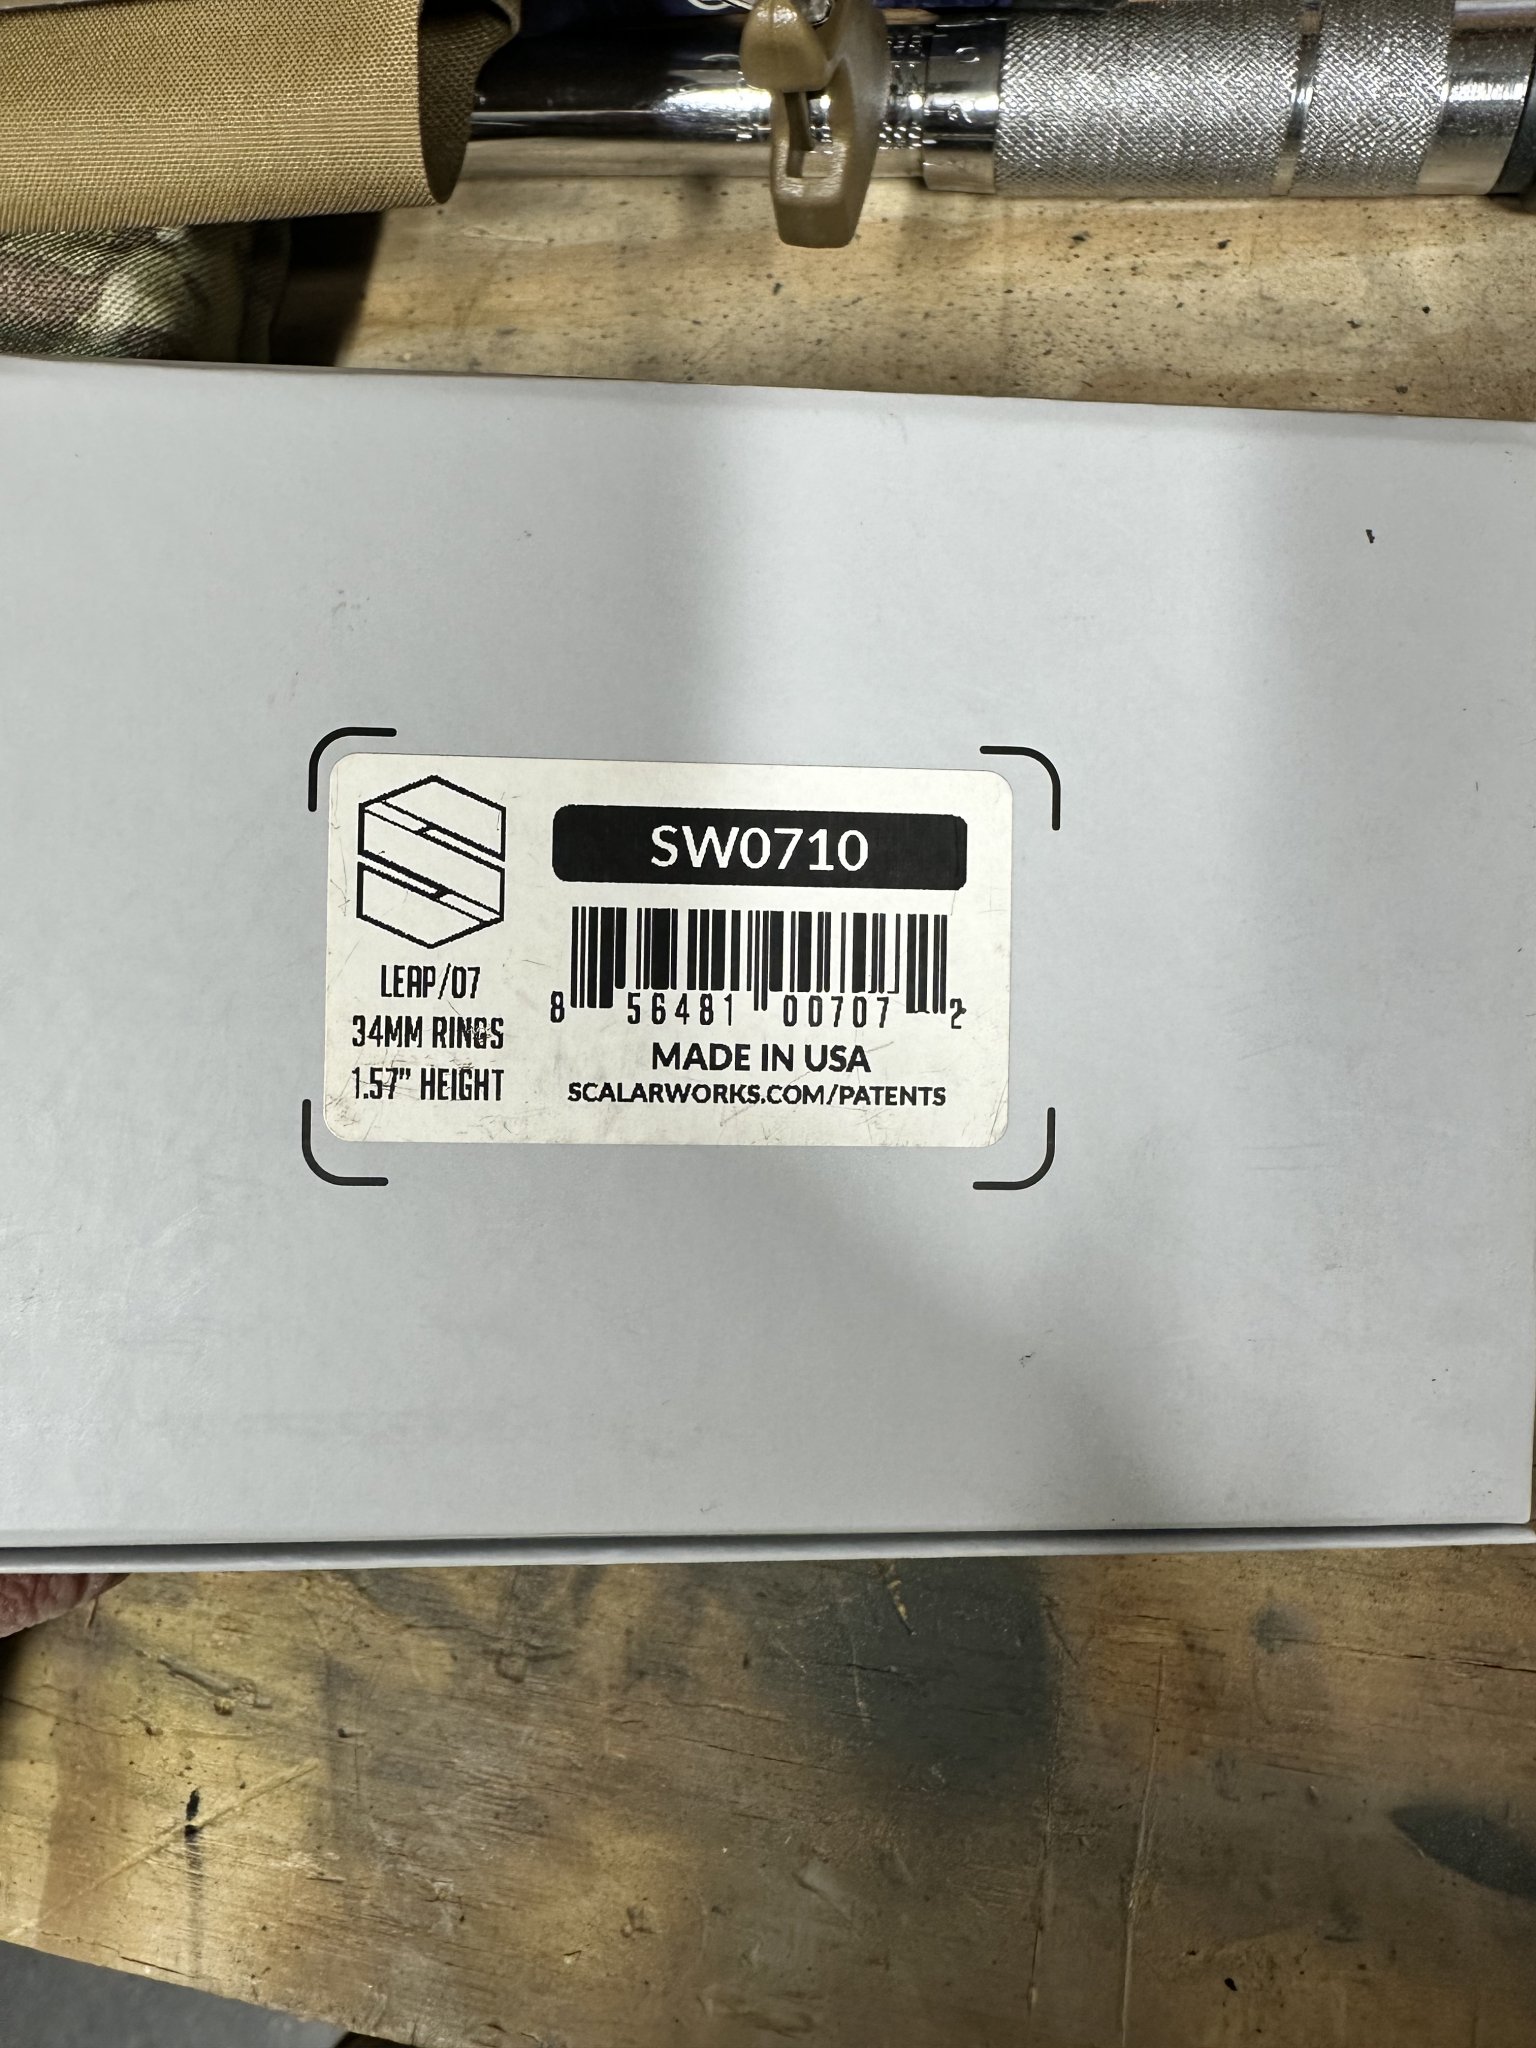 SW0710
LEAP/07
34MM RINGS
1.57" HEIGHT
8 56481 00707 2
MADE IN USA
SCALARWORKS.COM/PATENTS